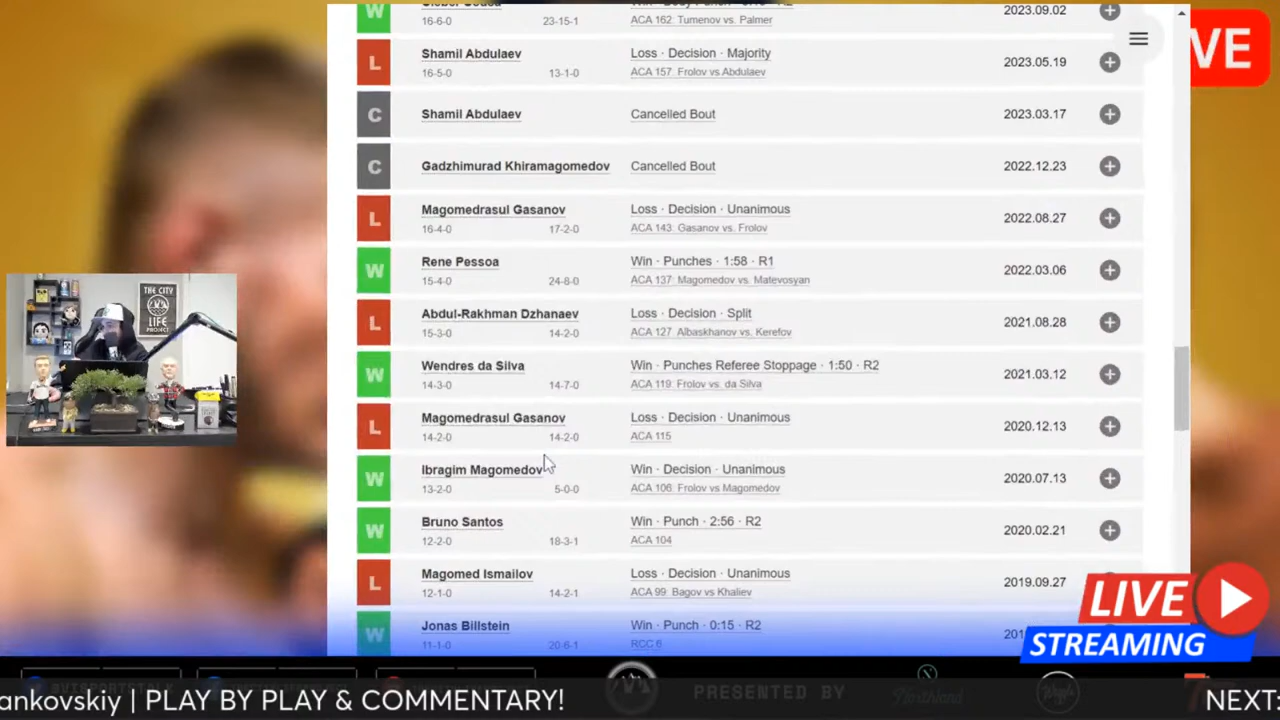 W
16-6-0 23-15-1 ACA 162: Tumenov vs. Palmer 2023.09.02
L Shamil Abdulaev Loss · Decision · Majority 2023.05.19
16-5-0 13-1-0 ACA 157: Frolov vs Abdulaev
C Shamil Abdulaev Cancelled Bout 2023.03.17
C Gadzhimurad Khiramagomedov Cancelled Bout 2022.12.23
L Magomedrasul Gasanov Loss · Decision · Unanimous 2022.08.27
16-4-0 17-2-0 ACA 143: Gasanov vs. Frolov
W Rene Pessoa Win · Punches · 1:58 · R1 2022.03.06
15-4-0 24-8-0 ACA 137: Magomedov vs. Matevosyan
L Abdul-Rakhman Dzhanaev Loss · Decision · Split 2021.08.28
15-3-0 14-2-0 ACA 127 Albaskhanov vs. Kerefov
W Wendres da Silva Win · Punches Referee Stoppage · 1:50 · R2 2021.03.12
14-3-0 14-7-0 ACA 119: Frolov vs. da Silva
L Magomedrasul Gasanov Loss · Decision · Unanimous 2020.12.13
14-2-0 14-2-0 ACA 115
W Ibragim Magomedov Win · Decision · Unanimous 2020.07.13
13-2-0 5-0-0 ACA 106: Frolov vs Magomedov
W Bruno Santos Win · Punch · 2:56 · R2 2020.02.21
12-2-0 18-3-1 ACA 104
L Magomed Ismailov Loss · Decision · Unanimous 2019.09.27
12-1-0 14-2-1 ACA 99: Bagov vs Khaliev
W Jonas Billstein Win · Punch · 0:15 · R2
11-1-0 20-6-1 RCC 6
VE
THE CITY
LIFE
PROJECT
LIVE
STREAMING
PRESENTED BY
Northland
ankovskiy | PLAY BY PLAY & COMMENTARY! NEXT: